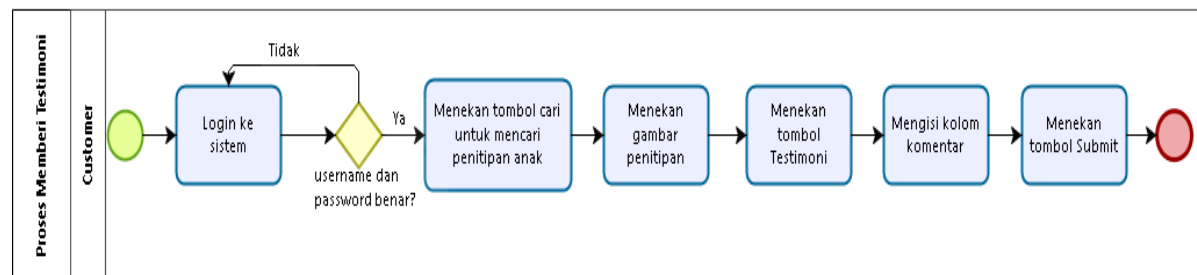 Proses Memberi Testimoni
Customer
Login ke
sistem
Tidak
username dan
password benar?
Ya
Menekan tombol cari
untuk mencari
penitipan anak
Menekan
gambar
penitipan
Menekan
tombol
Testimoni
Mengisi kolom
komentar
Menekan
tombol Submit